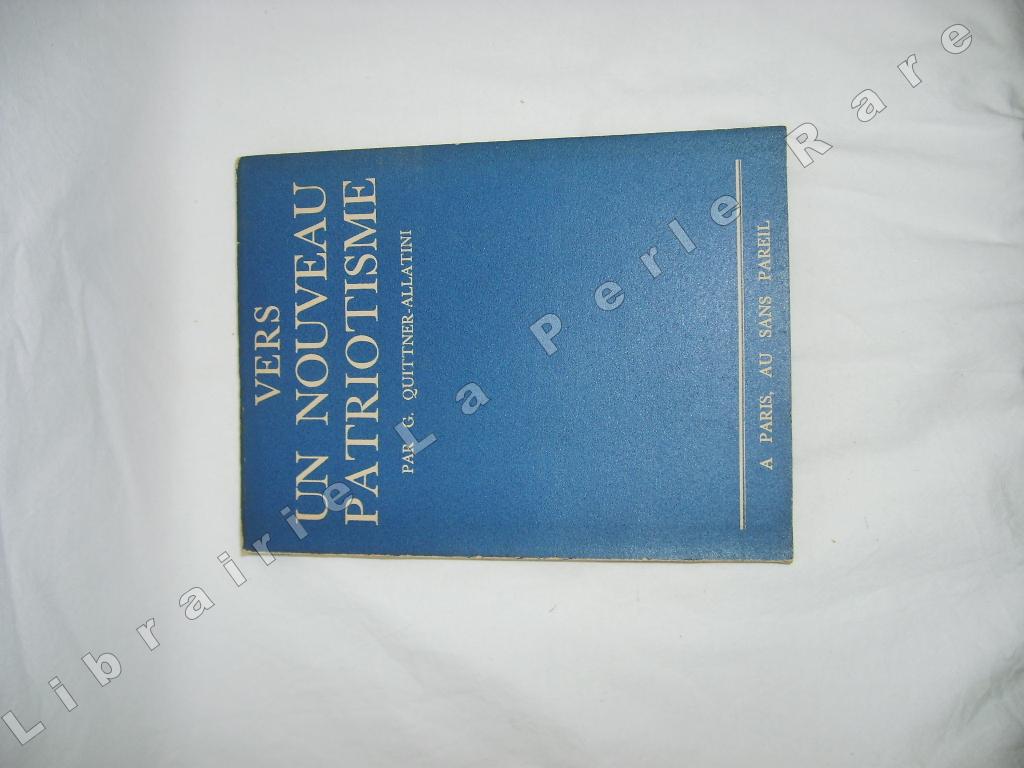 VERS
UN NOUVEAU
PATRIOTISME
PAR G. QUITTNER-ALLATINI
A PARIS, AU SANS PAREIL
Librairie La Perle Rare